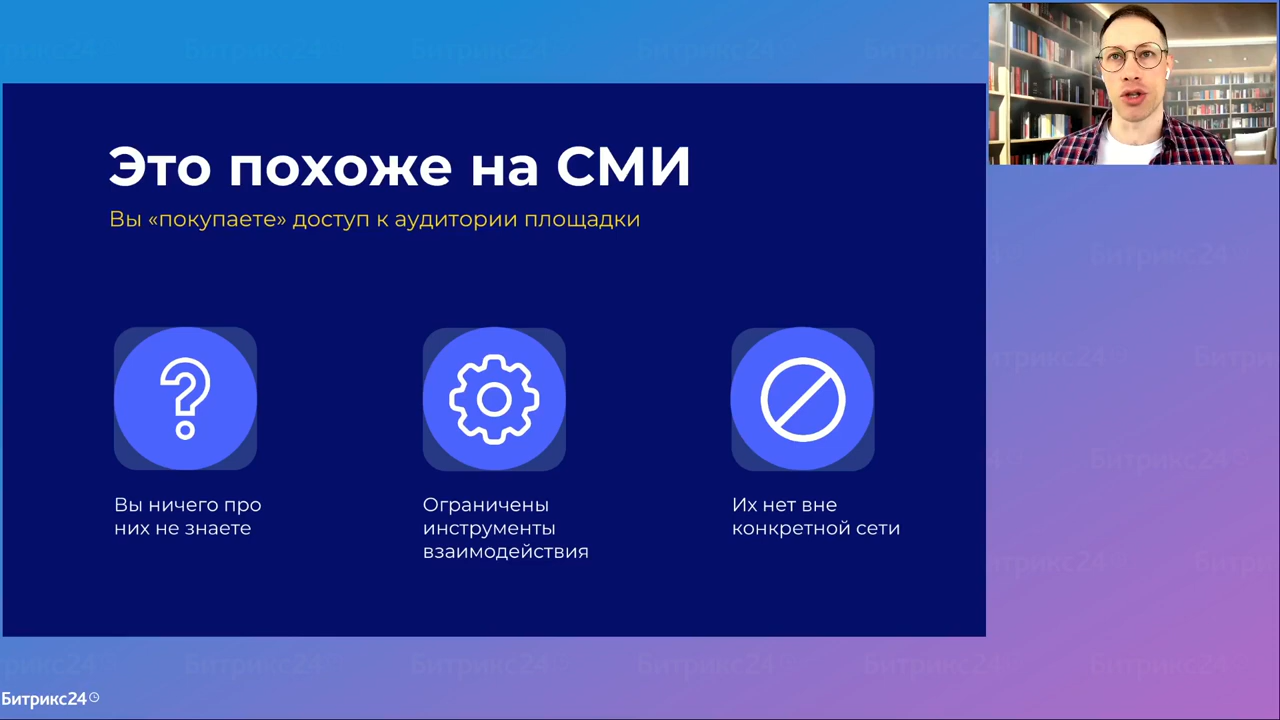 Это похоже на СМИ
Вы «покупаете» доступ к аудитории площадки
Вы ничего про
них не знаете
Ограничены
инструменты
взаимодействия
Их нет вне
конкретной сети
Битрикс24